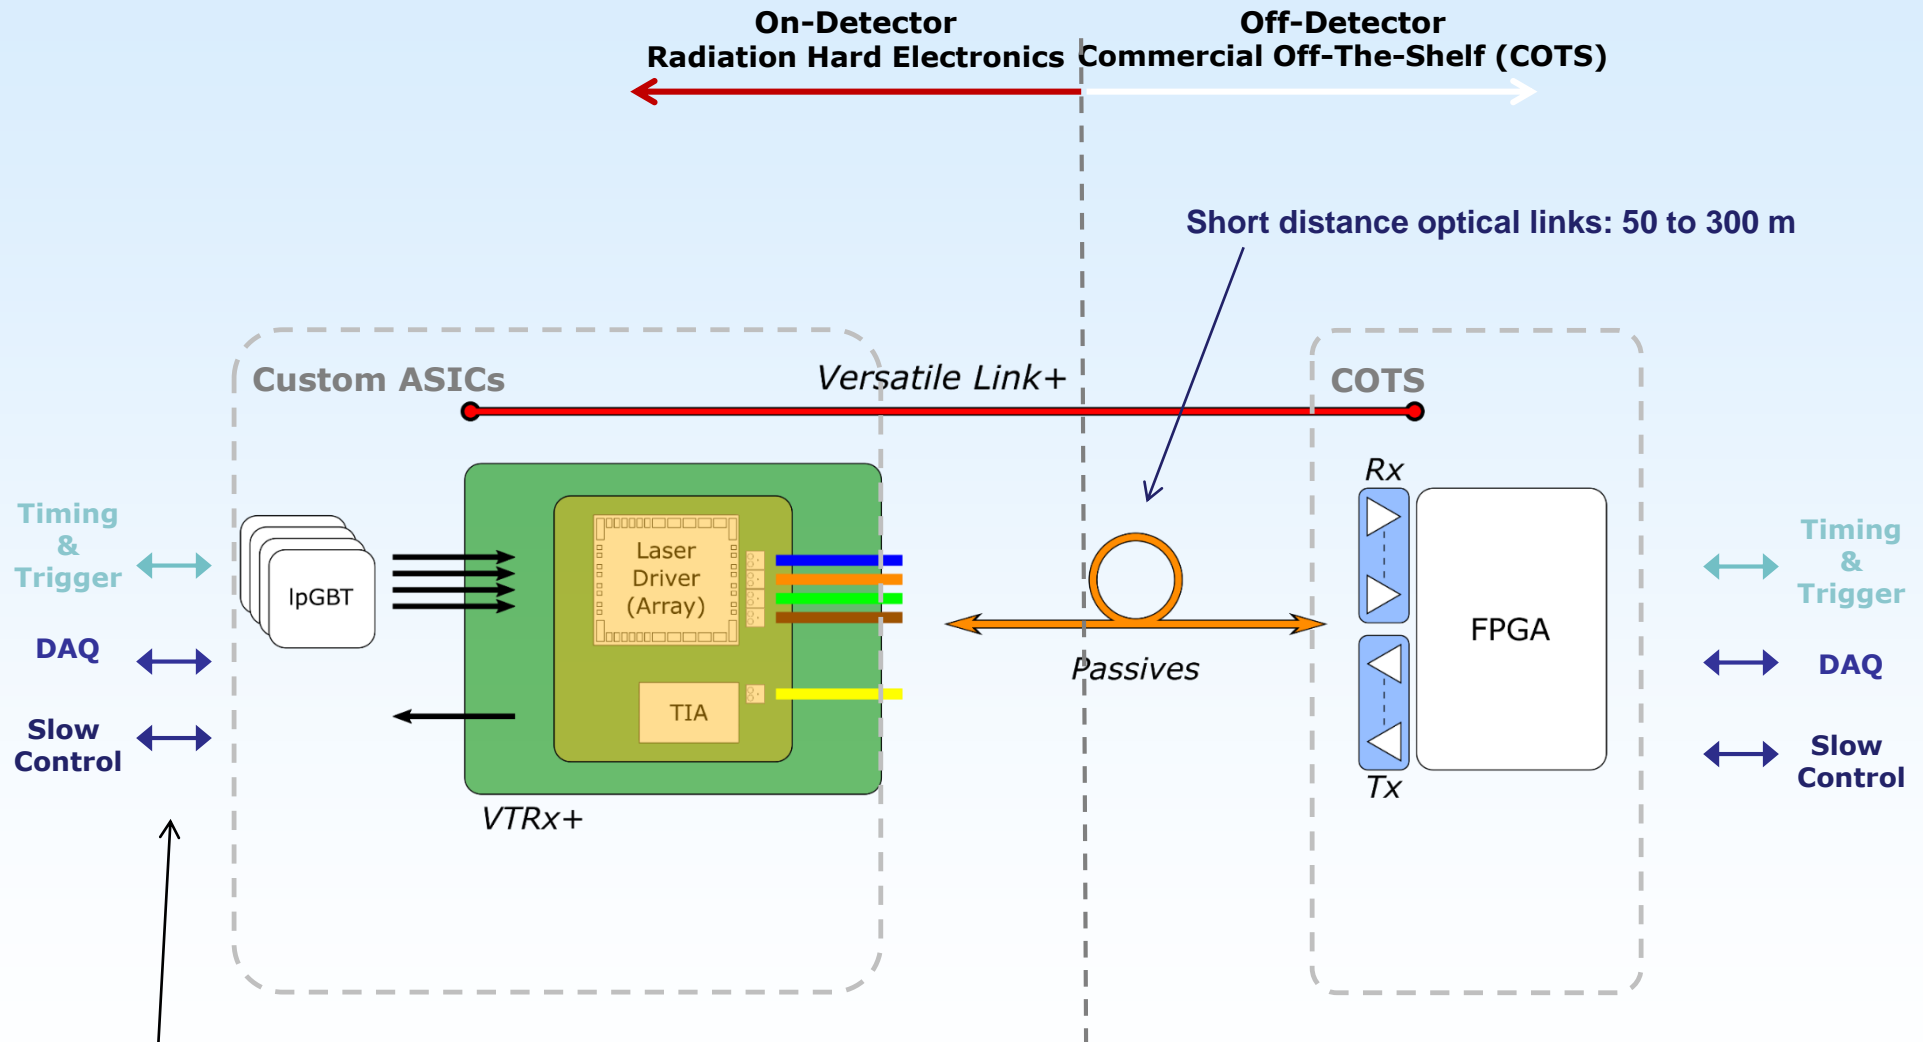 On-Detector
Radiation Hard Electronics
Off-Detector
Commercial Off-The-Shelf (COTS)
Short distance optical links: 50 to 300 m
Custom ASICs
Versatile Link+
COTS
Timing
&
Trigger
DAQ
Slow
Control
lpGBT
Laser
Driver
(Array)
TIA
VTRx+
Passives
Rx
FPGA
Tx
Timing
&
Trigger
DAQ
Slow
Control